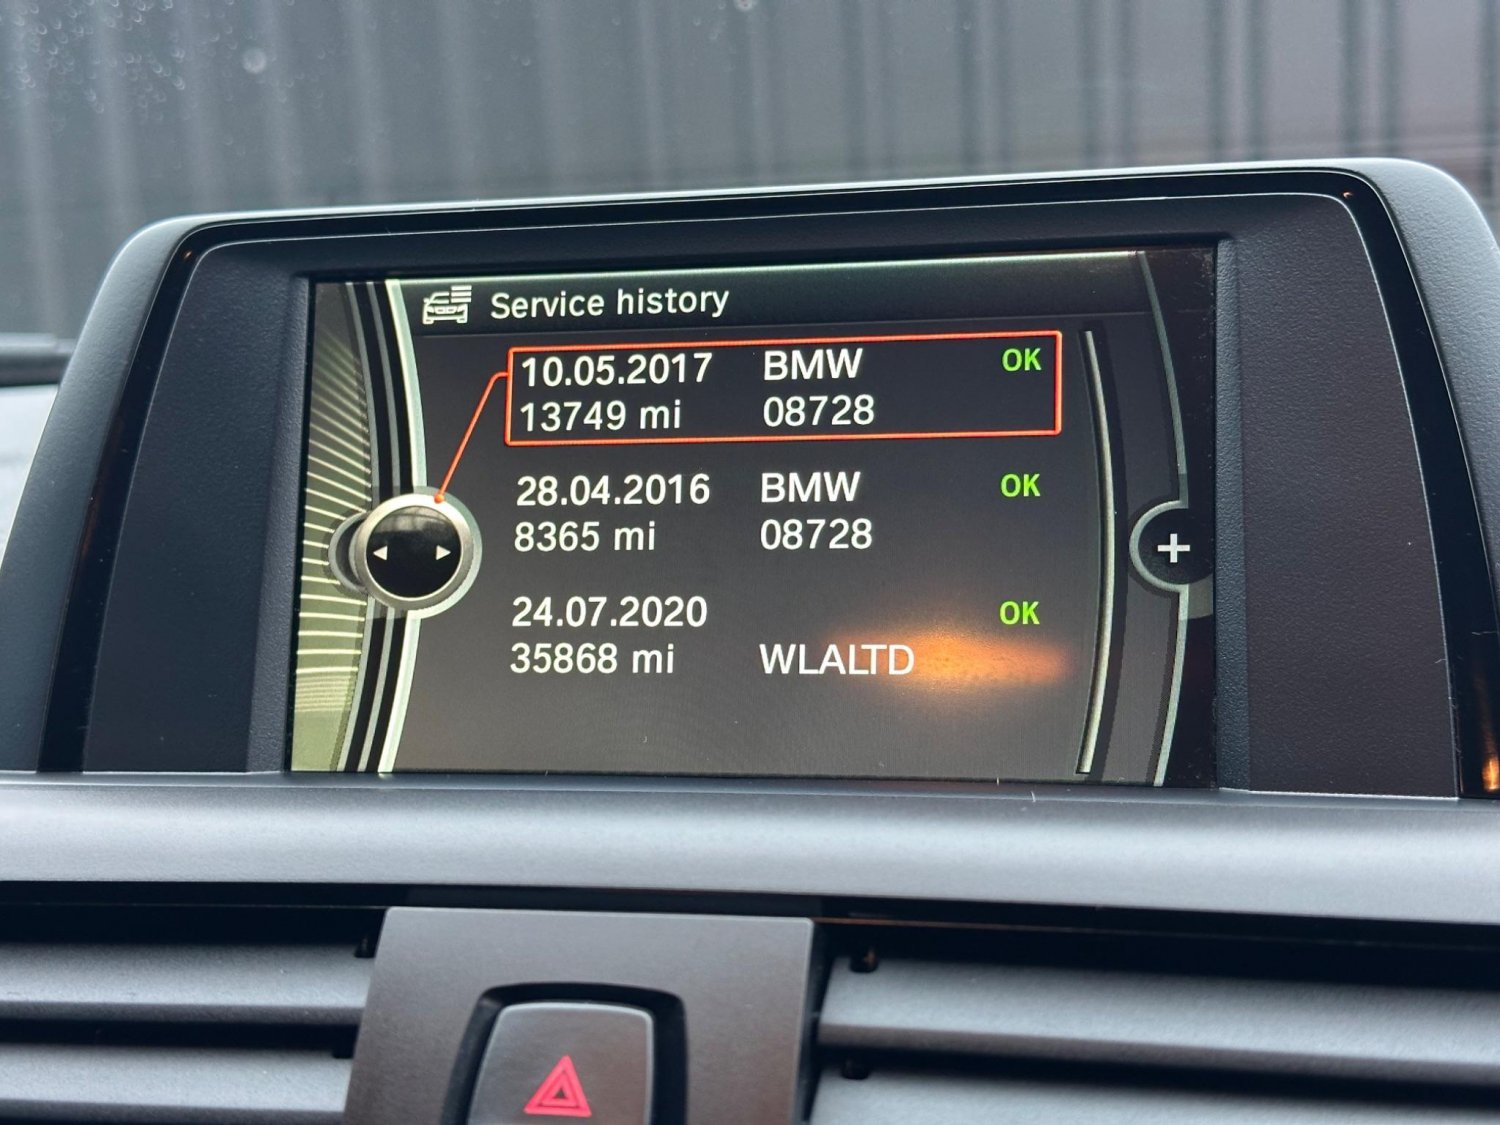 Service history
10.05.2017 BMW OK
13749 mi 08728
28.04.2016 BMW OK
8365 mi 08728
24.07.2020 OK
35868 mi WLALTD